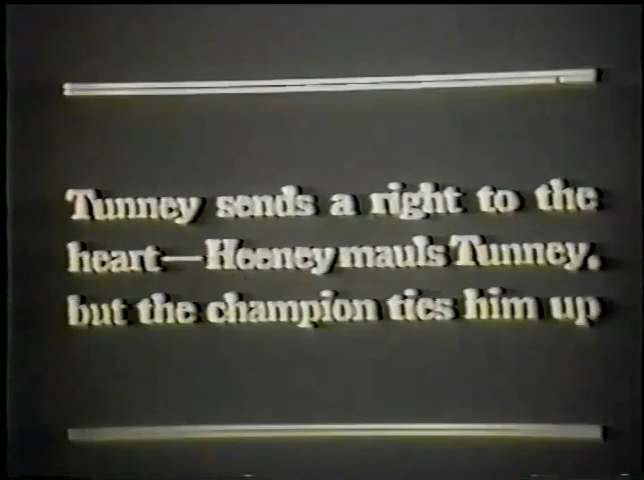 Tunney sends a right to the
heart—Heeney mauls Tunney,
but the champion ties him up